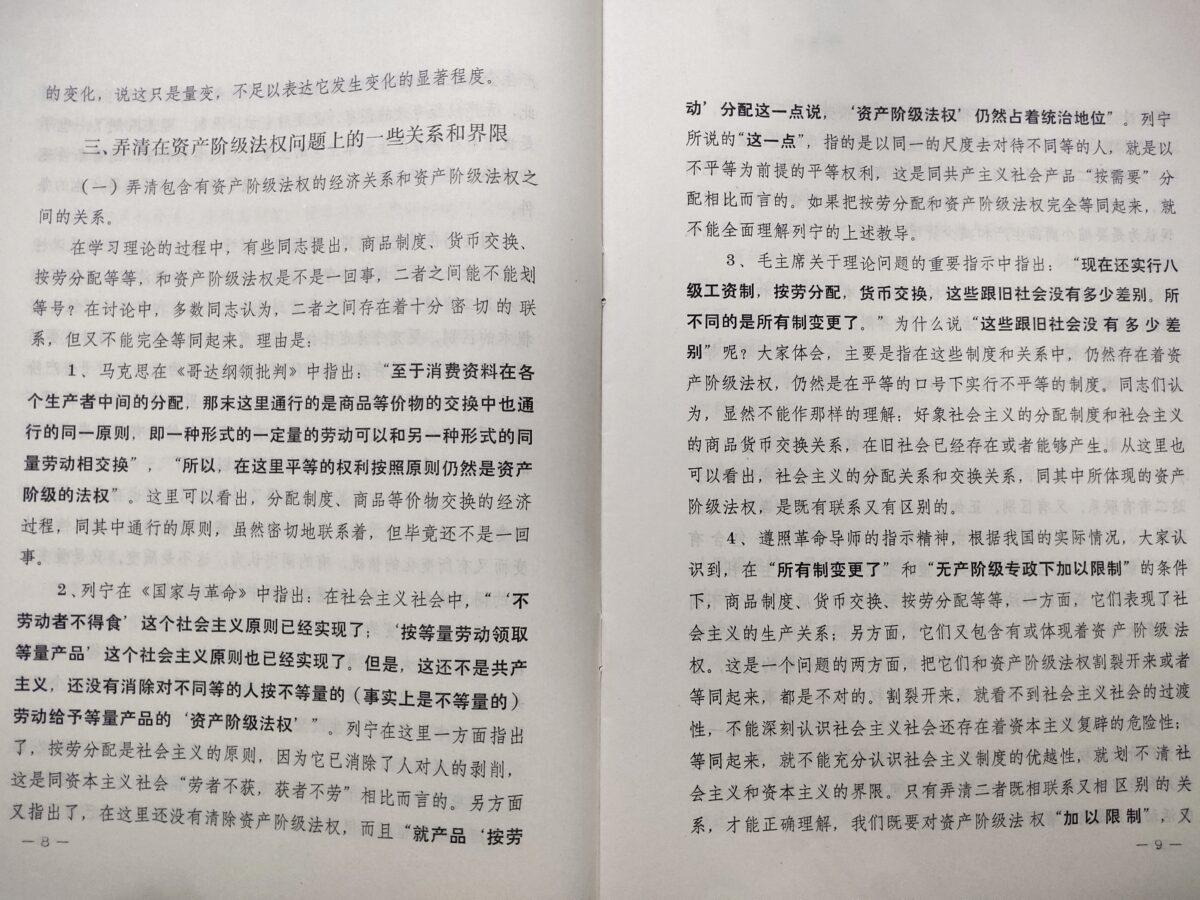 的变化，说这只是量变，不足以表达它发生变化的显著程度。
三、弄清在资产阶级法权问题上的一些关系和界限
（一）弄清包含有资产阶级法权的经济关系和资产阶级法权之
间的关系。
在学习理论的过程中，有些同志提出，商品制度、货币交换、
按劳分配等等，和资产阶级法权是不是一回事，二者之间能不能划
等号？在讨论中，多数同志认为，二者之间存在着十分密切的联
系，但又不能完全等同起来。理由是：
1、马克思在《哥达纲领批判》中指出：“至于消费资料在各
个生产者中间的分配，那末这里通行的是商品等价物的交换中也通
行的同一原则，即一种形式的一定量的劳动可以和另一种形式的同
量劳动相交换”，“所以，在这里平等的权利按照原则仍然是资产
阶级的法权”。这里可以看出，分配制度、商品等价物交换的经济
过程，同其中通行的原则，虽然密切地联系着，但毕竟还不是一回
事。
2、列宁在《国家与革命》中指出：在社会主义社会中，“‘不
劳动者不得食’这个社会主义原则已经实现了；‘按等量劳动领取
等量产品’这个社会主义原则也已经实现了。但是，这还不是共产
主义，还没有消除对不同等的人按不等量的（事实上是不等量的）
劳动给予等量产品的‘资产阶级法权’”。列宁在这里一方面指出
了，按劳分配是社会主义的原则，因为它已消除了人对人的剥削，
这是同资本主义社会“劳者不获，获者不劳”相比而言的。另方面
又指出了，在这里还没有清除资产阶级法权，而且“就产品‘按劳
— 8 —
动’分配这一点说，‘资产阶级法权’仍然占着统治地位”。列宁
所说的“这一点”，指的是以同一的尺度去对待不同等的人，就是以
不平等为前提的平等权利，这是同共产主义社会产品“按需要”分
配相比而言的。如果把按劳分配和资产阶级法权完全等同起来，就
不能全面理解列宁的上述教导。
3、毛主席关于理论问题的重要指示中指出：“现在还实行八
级工资制，按劳分配，货币交换，这些跟旧社会没有多少差别。所
不同的是所有制变更了。”为什么说“这些跟旧社会没有多少差
别”呢？大家体会，主要是指在这些制度和关系中，仍然存在着资
产阶级法权，仍然是在平等的口号下实行不平等的制度。同志们认
为，显然不能作那样的理解：好象社会主义的分配制度和社会主义
的商品货币交换关系，在旧社会已经存在或者能够产生。从这里也
可以看出，社会主义的分配关系和交换关系，同其中所体现的资产
阶级法权，是既有联系又有区别的。
4、遵照革命导师的指示精神，根据我国的实际情况，大家认
识到，在“所有制变更了”和“无产阶级专政下加以限制”的条件
下，商品制度、货币交换、按劳分配等等，一方面，它们表现了社
会主义的生产关系；另方面，它们又包含有或体现着资产阶级法
权。这是一个问题的两方面，把它们和资产阶级法权割裂开来或者
等同起来，都是不对的。割裂开来，就看不到社会主义社会的过渡
性，不能深刻认识社会主义社会还存在着资本主义复辟的危险性；
等同起来，就不能充分认识社会主义制度的优越性，就划不清社
会主义和资本主义的界限。只有弄清二者既相联系又相区别的关
系，才能正确理解，我们既要对资产阶级法权“加以限制”，又
— 9 —